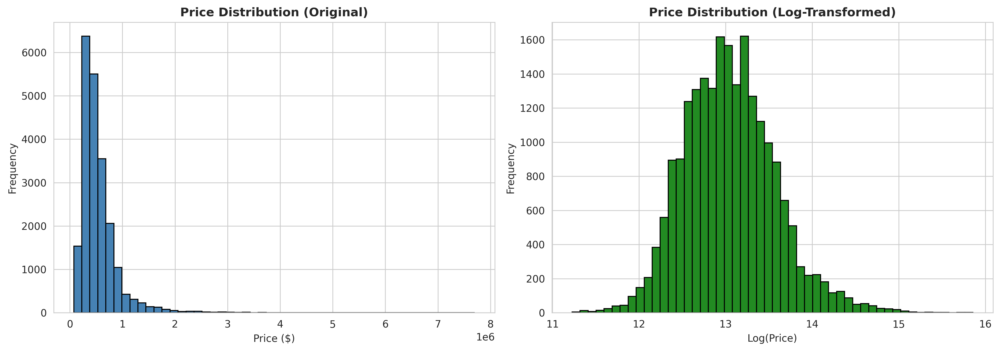 Price Distribution (Original)
Frequency
6000
5000
4000
3000
2000
1000
0
0 1 2 3 4 5 6 7 8
1e6
Price ($)
Price Distribution (Log-Transformed)
Frequency
1600
1400
1200
1000
800
600
400
200
0
11 12 13 14 15 16
Log(Price)